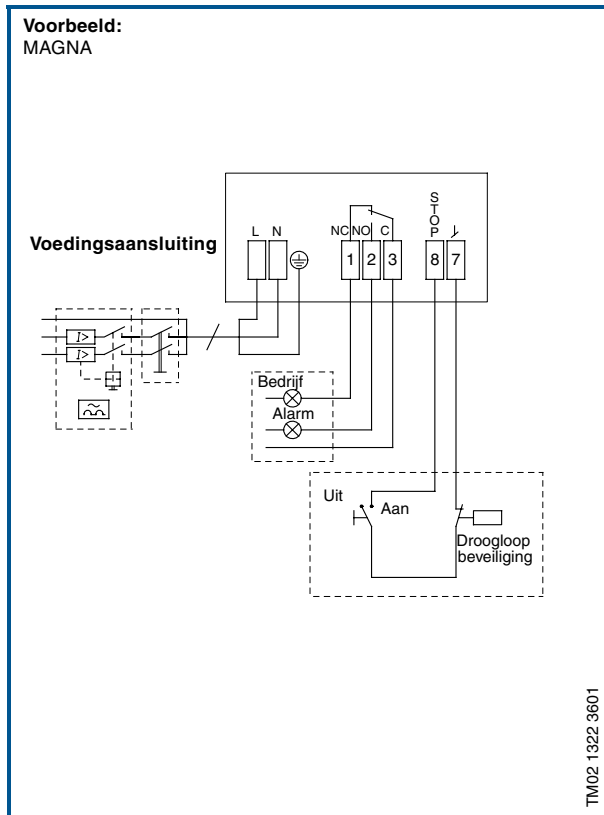 Voorbeeld:
MAGNA
Voedingsaansluiting
L N
NC NO C
STOP
1 2 3
8 7
I>
I>
Bedrijf
Alarm
Uit
Aan
Droogloop
beveiliging
TM02 1322 3601